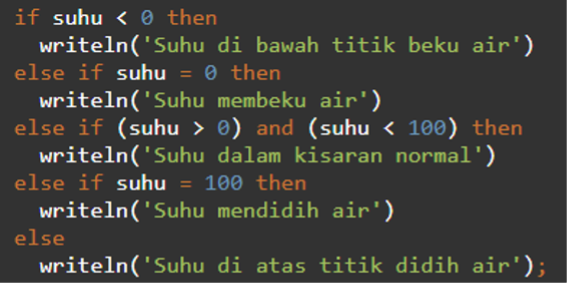 if suhu < 0 then
writeln('Suhu di bawah titik beku air')
else if suhu = 0 then
writeln('Suhu membeku air')
else if (suhu > 0) and (suhu < 100) then
writeln('Suhu dalam kisaran normal')
else if suhu = 100 then
writeln('Suhu mendidih air')
else
writeln('Suhu di atas titik didih air');